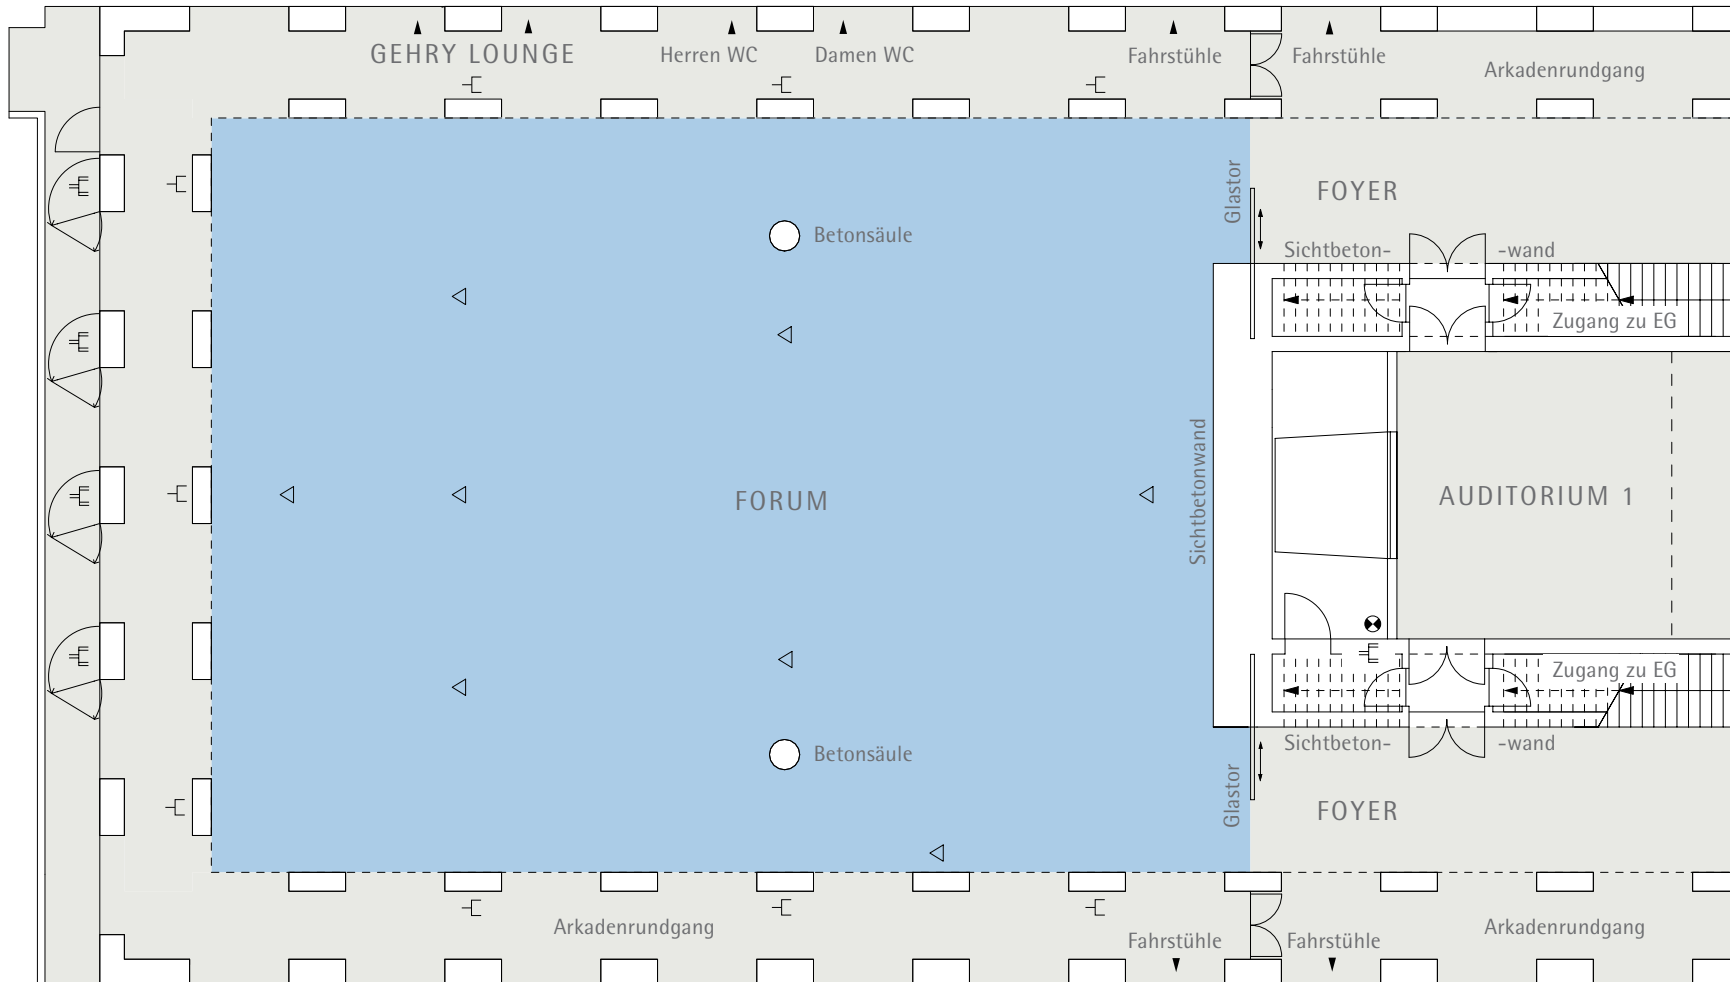 GEHRY LOUNGE
Herren WC
Damen WC
Fahrstühle
Fahrstühle
Arkadenrundgang
Glastor
FOYER
Betonsäule
Sichtbeton-
-wand
Zugang zu EG
FORUM
Sichtbetonwand
AUDITORIUM 1
Zugang zu EG
Betonsäule
Sichtbeton-
-wand
Glastor
FOYER
Arkadenrundgang
Fahrstühle
Fahrstühle
Arkadenrundgang